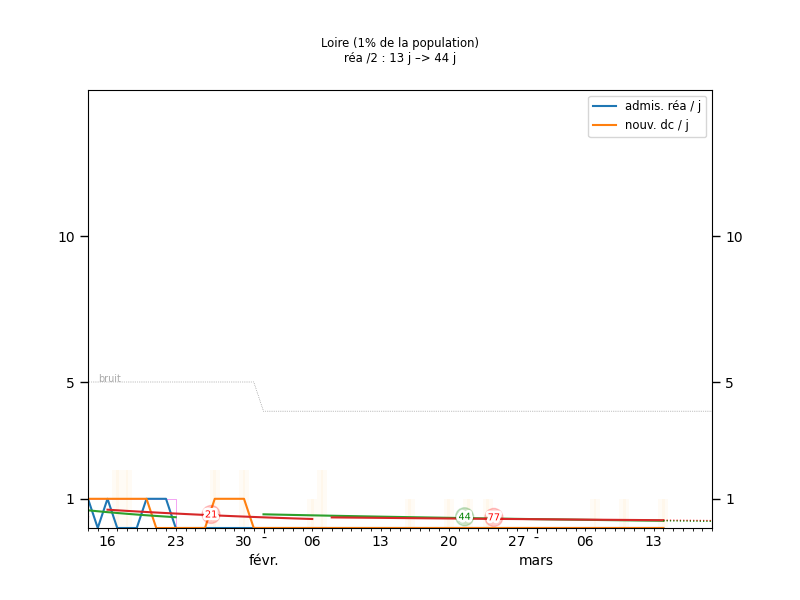 Loire (1% de la population)
réa /2 : 13 j –> 44 j
admis. réa / j
nouv. dc / j
10 10
bruit
5 5
1 1
21 44 77
16 23 30 - 06 13 20 27 - 06 13
févr. mars